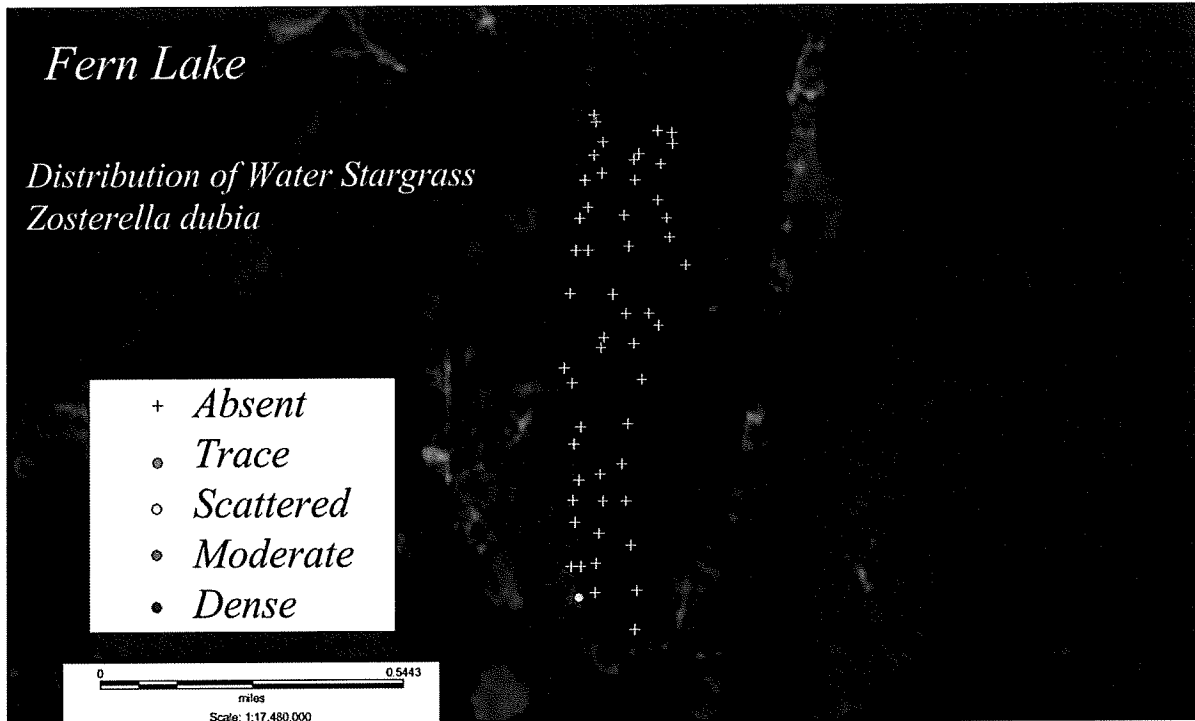 Fern Lake
Distribution of Water Stargrass
Zosterella dubia
Absent
Trace
Scattered
Moderate
Dense
0 0.5443
miles
Scale: 1:17,480.000